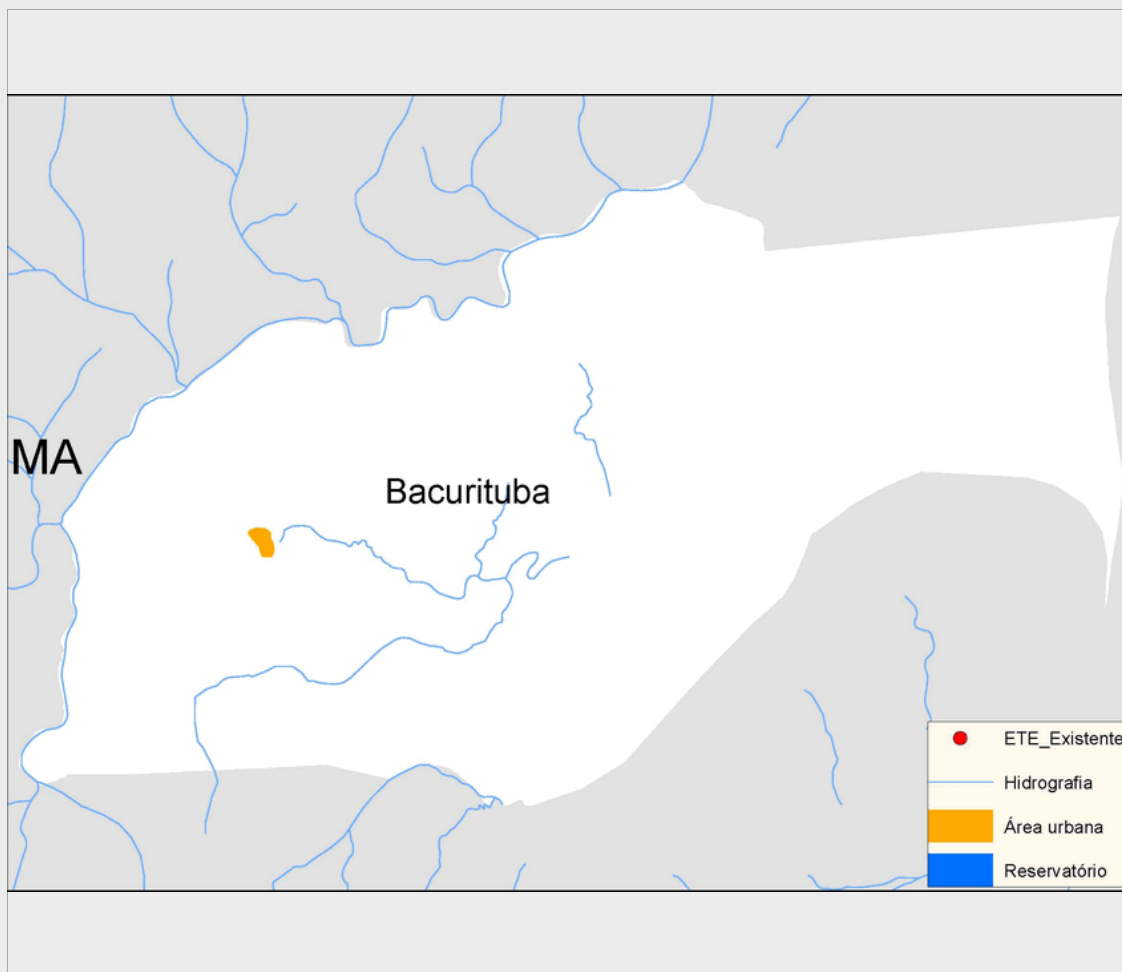 MA
Bacurituba
ETE_Existente
Hidrografia
Área urbana
Reservatório